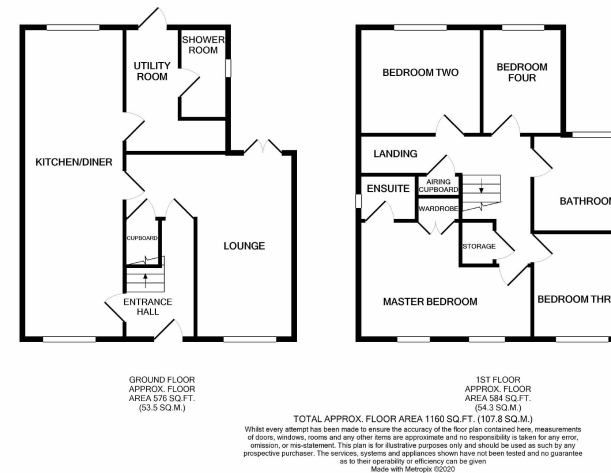 SHOWER
ROOM
UTILITY
ROOM
KITCHEN/DINER
CUPBOARD
LOUNGE
ENTRANCE
HALL
BEDROOM TWO
BEDROOM
FOUR
LANDING
AIRING
CUPBOARD
ENSUITE
WARDROBE
BATHROOM
STORAGE
MASTER BEDROOM
BEDROOM THR
GROUND FLOOR
APPROX. FLOOR
AREA 576 SQ.FT.
(53.5 SQ.M.)
1ST FLOOR
APPROX. FLOOR
AREA 584 SQ.FT.
(54.3 SQ.M.)
TOTAL APPROX. FLOOR AREA 1160 SQ.FT. (107.8 SQ.M.)
Whilst every attempt has been made to ensure the accuracy of the floor plan contained here, measurements
of doors, windows, rooms and any other items are approximate and no responsibility is taken for any error,
omission, or mis-statement. This plan is for illustrative purposes only and should be used as such by any
prospective purchaser. The services, systems and appliances shown have not been tested and no guarantee
as to their operability or efficiency can be given
Made with Metropix ©2020